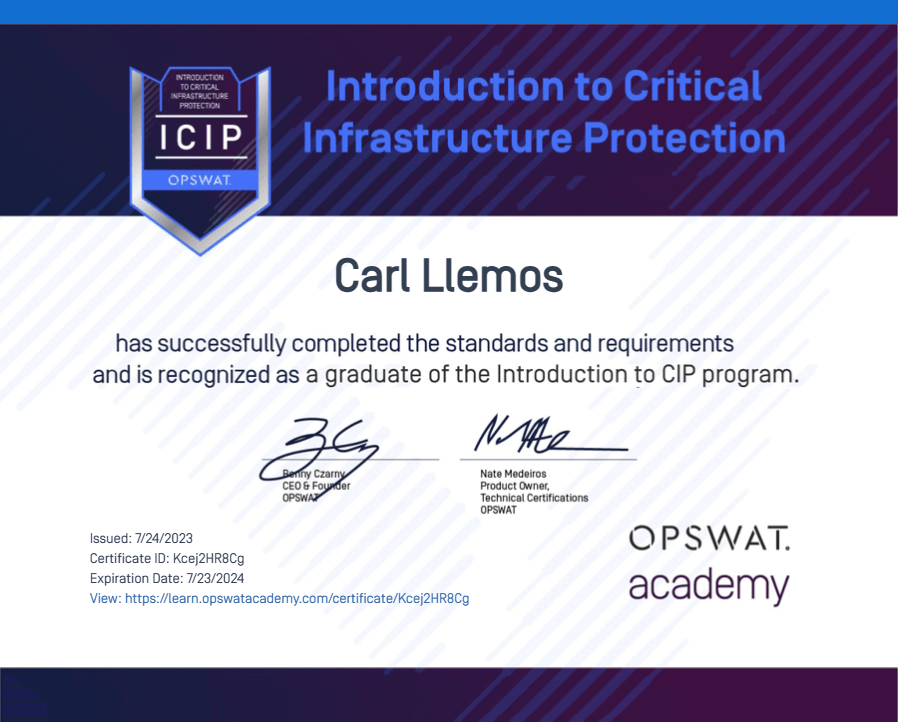 INTRODUCTION
TO CRITICAL
INFRASTRUCTURE
PROTECTION
ICIP
OPSWAT.
Introduction to Critical
Infrastructure Protection
Carl Llemos
has successfully completed the standards and requirements
and is recognized as a graduate of the Introduction to CIP program.
Benny Czarny
CEO & Founder
OPSWAT
Nate Medeiros
Product Owner,
Technical Certifications
OPSWAT
Issued: 7/24/2023
Certificate ID: Kcej2HR8Cg
Expiration Date: 7/23/2024
View: https://learn.opswatacademy.com/certificate/Kcej2HR8Cg
OPSWAT.
academy